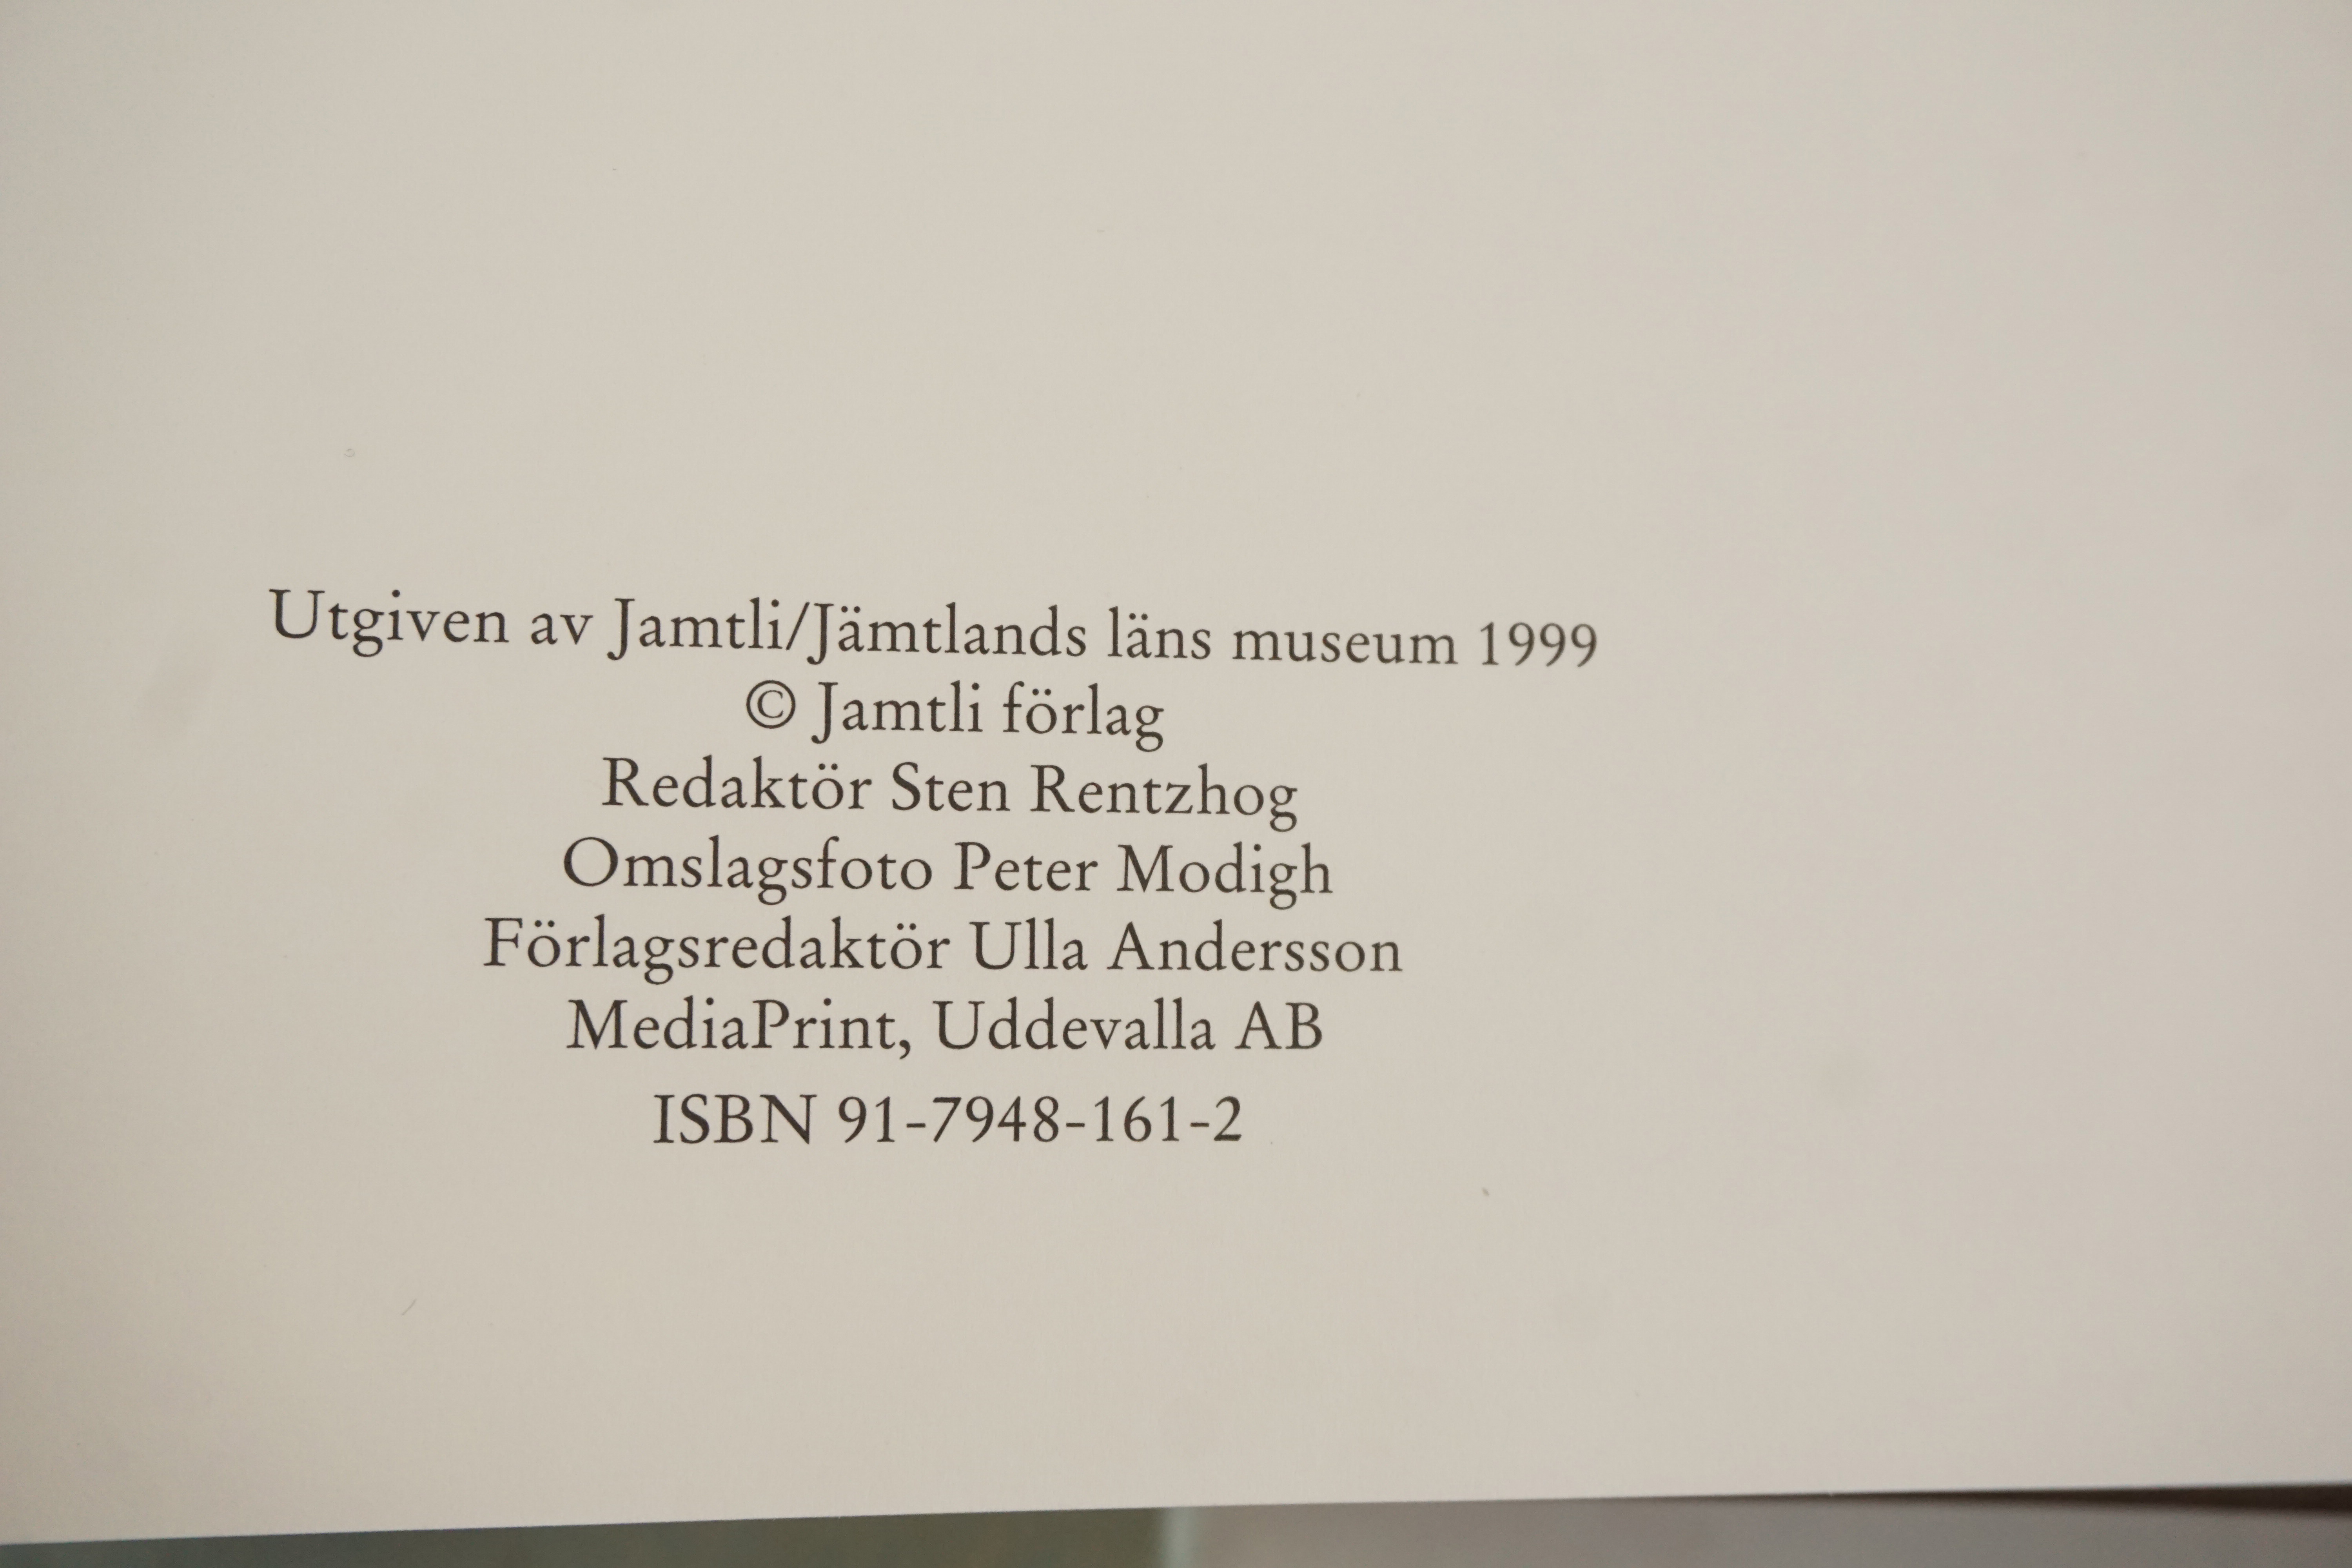 Utgiven av Jamtli/Jämtlands läns museum 1999
© Jamtli förlag
Redaktör Sten Rentzhog
Omslagsfoto Peter Modigh
Förlagsredaktör Ulla Andersson
MediaPrint, Uddevalla AB
ISBN 91-7948-161-2